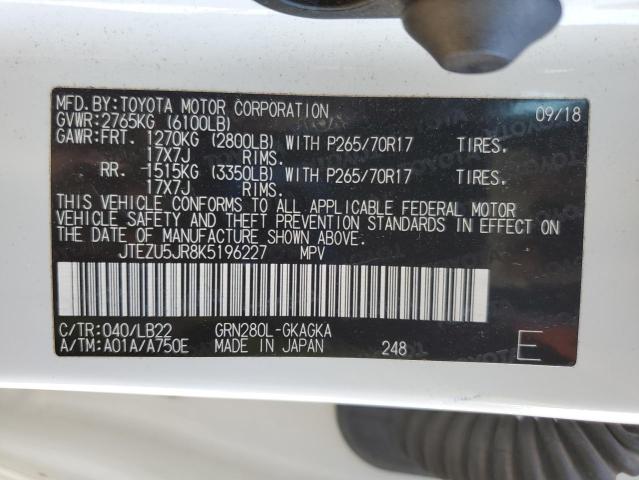 MFD.BY:TOYOTA MOTOR CORPORATION 09/18
GVWR:2765KG (6100LB)
GAWR:FRT. 1270KG (2800LB) WITH P265/70R17 TIRES.
17X7J RIMS.
RR. 1515KG (3350LB) WITH P265/70R17 TIRES.
17X7J RIMS.
THIS VEHICLE CONFORMS TO ALL APPLICABLE FEDERAL MOTOR
VEHICLE SAFETY AND THEFT PREVENTION STANDARDS IN EFFECT ON
THE DATE OF MANUFACTURE SHOWN ABOVE.
JTEZU5JR8K5196227 MPV
C/TR:040/LB22 GRN280L-GKAGKA
A/TM:A01A/A750E MADE IN JAPAN 248 E